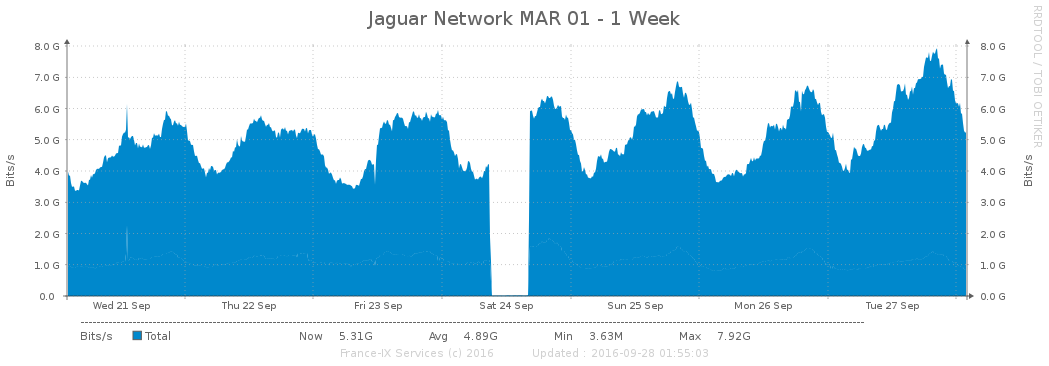 Jaguar Network MAR 01 - 1 Week
RRDTOOL / TOBI OETIKER
Bits/s
8.0 G 8.0 G
7.0 G 7.0 G
6.0 G 6.0 G
5.0 G 5.0 G
4.0 G 4.0 G
3.0 G 3.0 G
2.0 G 2.0 G
1.0 G 1.0 G
0.0 0.0 G
Bits/s
Wed 21 Sep Thu 22 Sep Fri 23 Sep Sat 24 Sep Sun 25 Sep Mon 26 Sep Tue 27 Sep
Bits/s Total Now 5.31G Avg 4.89G Min 3.63M Max 7.92G
France-IX Services (c) 2016 Updated : 2016-09-28 01:55:03